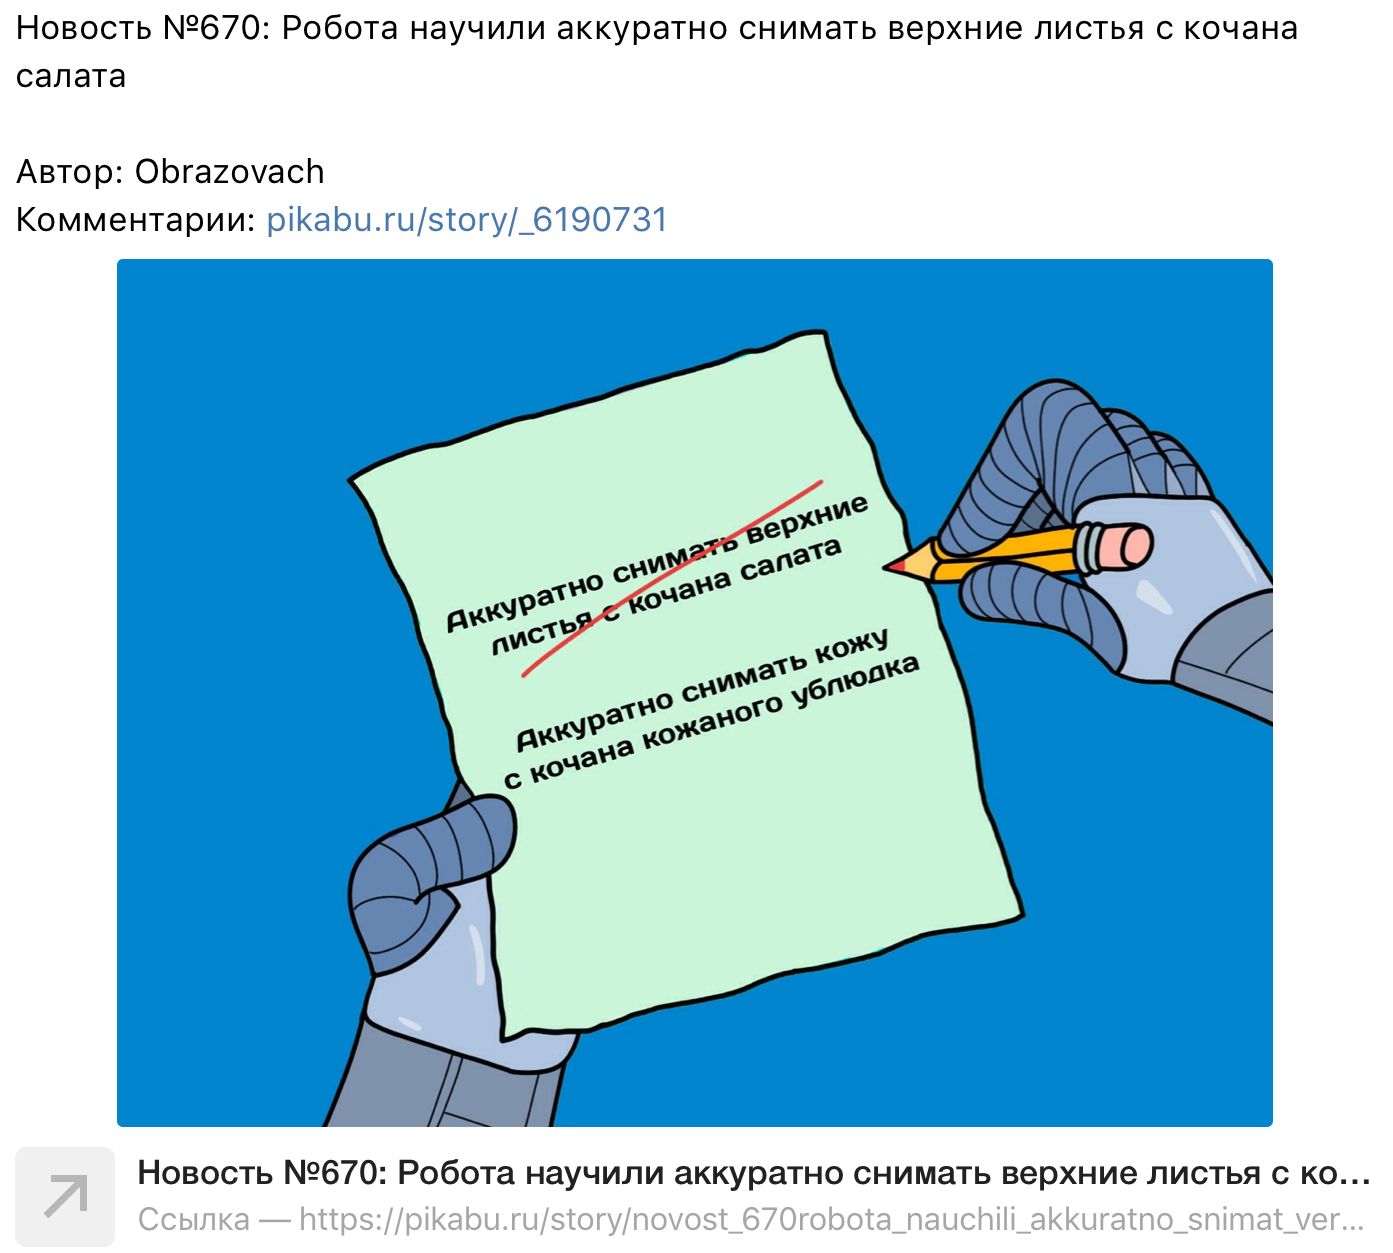 Новость №670: Робота научили аккуратно снимать верхние листья с кочана
салата
Автор: Obrazovach
Комментарии: pikabu.ru/story/_6190731
Аккуратно снимать верхние
листья с кочана салата
Аккуратно снимать кожу
с кочана кожаного ублюдка
Новость №670: Робота научили аккуратно снимать верхние листья с ко...
Ссылка — https://pikabu.ru/story/novost_670robota_nauchili_akkuratno_snimat_ver...